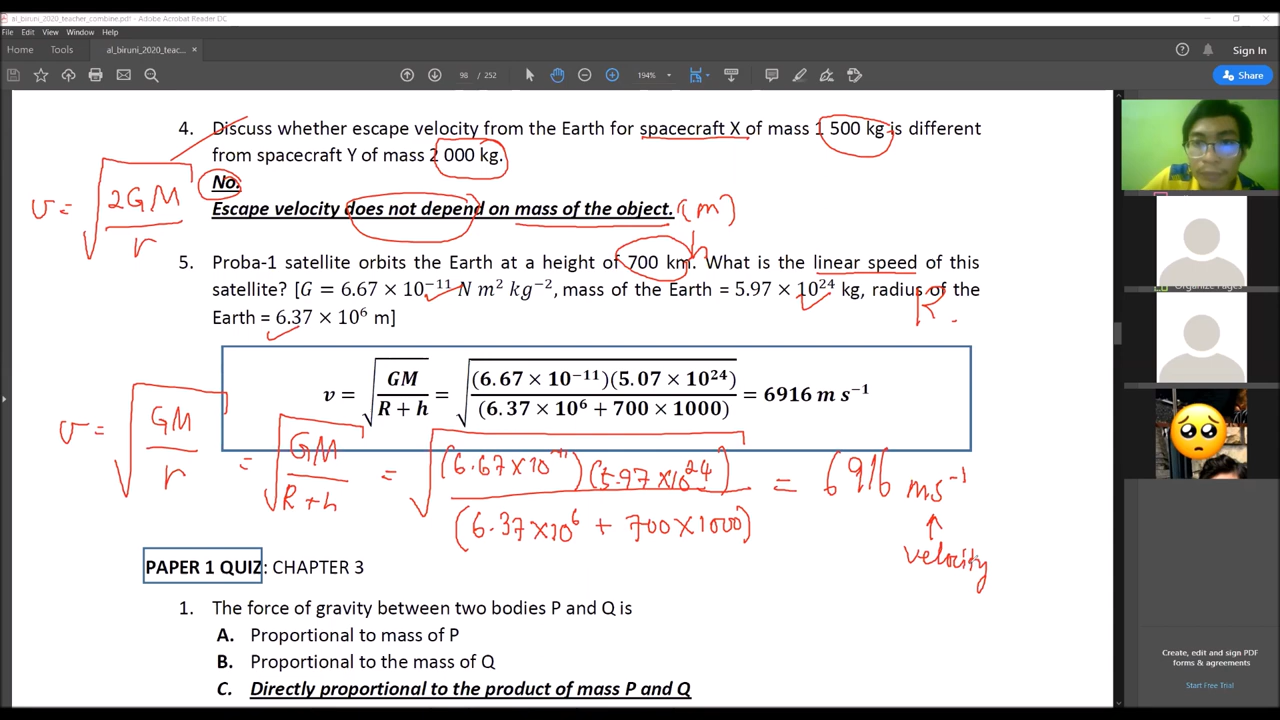 al_biruni_2020_teacher_combine.pdf - Adobe Acrobat Reader DC
File Edit View Window Help
Home Tools al_biruni_2020_teac... × Sign In
98 / 252 194% Share
4. Discuss whether escape velocity from the Earth for spacecraft X of mass 1 500 kg is different
from spacecraft Y of mass 2 000 kg.
No.
v = √(2GM / r)
Escape velocity does not depend on mass of the object. (m)
h
5. Proba-1 satellite orbits the Earth at a height of 700 km. What is the linear speed of this
satellite? [G = 6.67 × 10⁻¹¹ N m² kg⁻², mass of the Earth = 5.97 × 10²⁴ kg, radius of the
Earth = 6.37 × 10⁶ m]
R
v = √(GM / (R + h)) = √((6.67 × 10⁻¹¹)(5.07 × 10²⁴) / (6.37 × 10⁶ + 700 × 1000)) = 6916 m s⁻¹
v = √(GM / r) = √(GM / (R + h)) = √((6.67 × 10⁻¹¹)(5.97 × 10²⁴) / (6.37 × 10⁶ + 700 × 1000)) = 6916 ms⁻¹
velocity
PAPER 1 QUIZ: CHAPTER 3
1. The force of gravity between two bodies P and Q is
A. Proportional to mass of P
B. Proportional to the mass of Q
C. Directly proportional to the product of mass P and Q
Organize Pages
Create, edit and sign PDF
forms & agreements
Start Free Trial